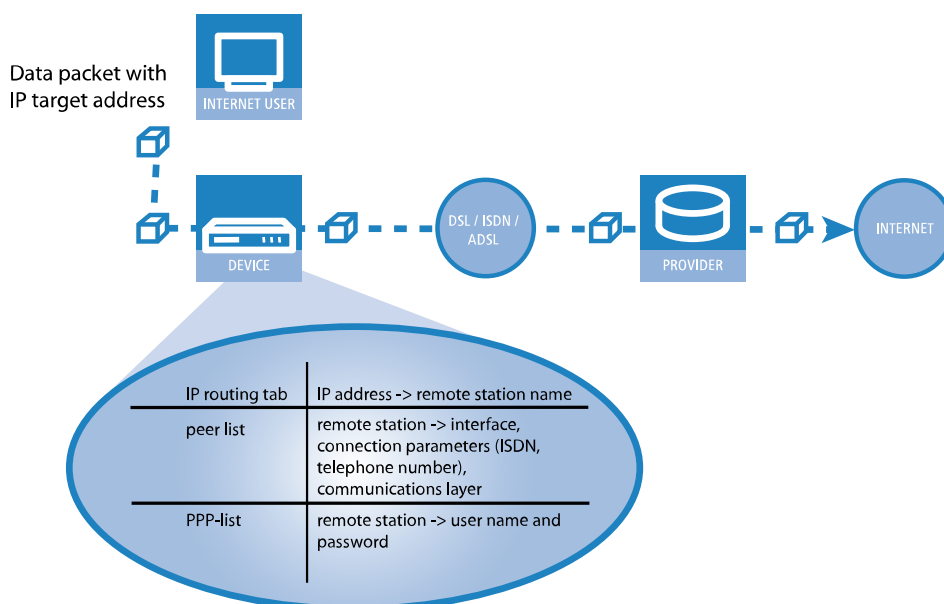 Data packet with
IP target address
INTERNET USER
DEVICE
DSL / ISDN /
ADSL
PROVIDER
INTERNET
IP routing tab
IP address -> remote station name
peer list
remote station -> interface,
connection parameters (ISDN,
telephone number),
communications layer
PPP-list
remote station -> user name and
password